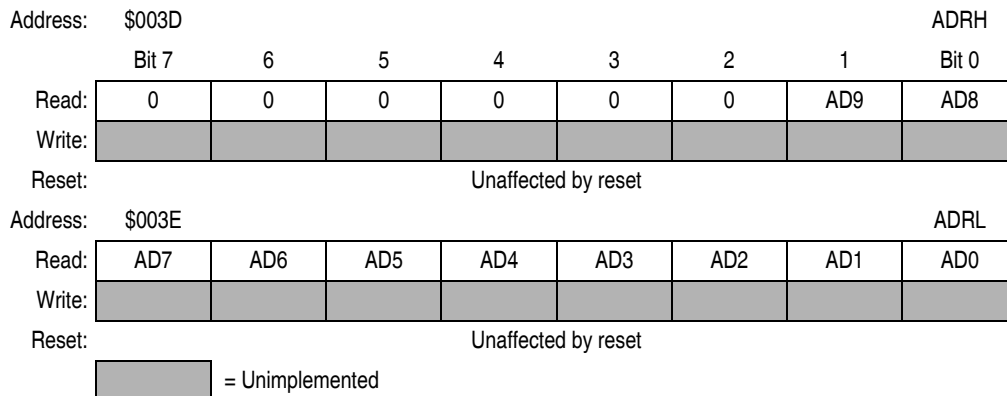 Address: $003D ADRH
Bit 7 6 5 4 3 2 1 Bit 0
Read: 0 0 0 0 0 0 AD9 AD8
Write:
Reset: Unaffected by reset
Address: $003E ADRL
Read: AD7 AD6 AD5 AD4 AD3 AD2 AD1 AD0
Write:
Reset: Unaffected by reset
= Unimplemented